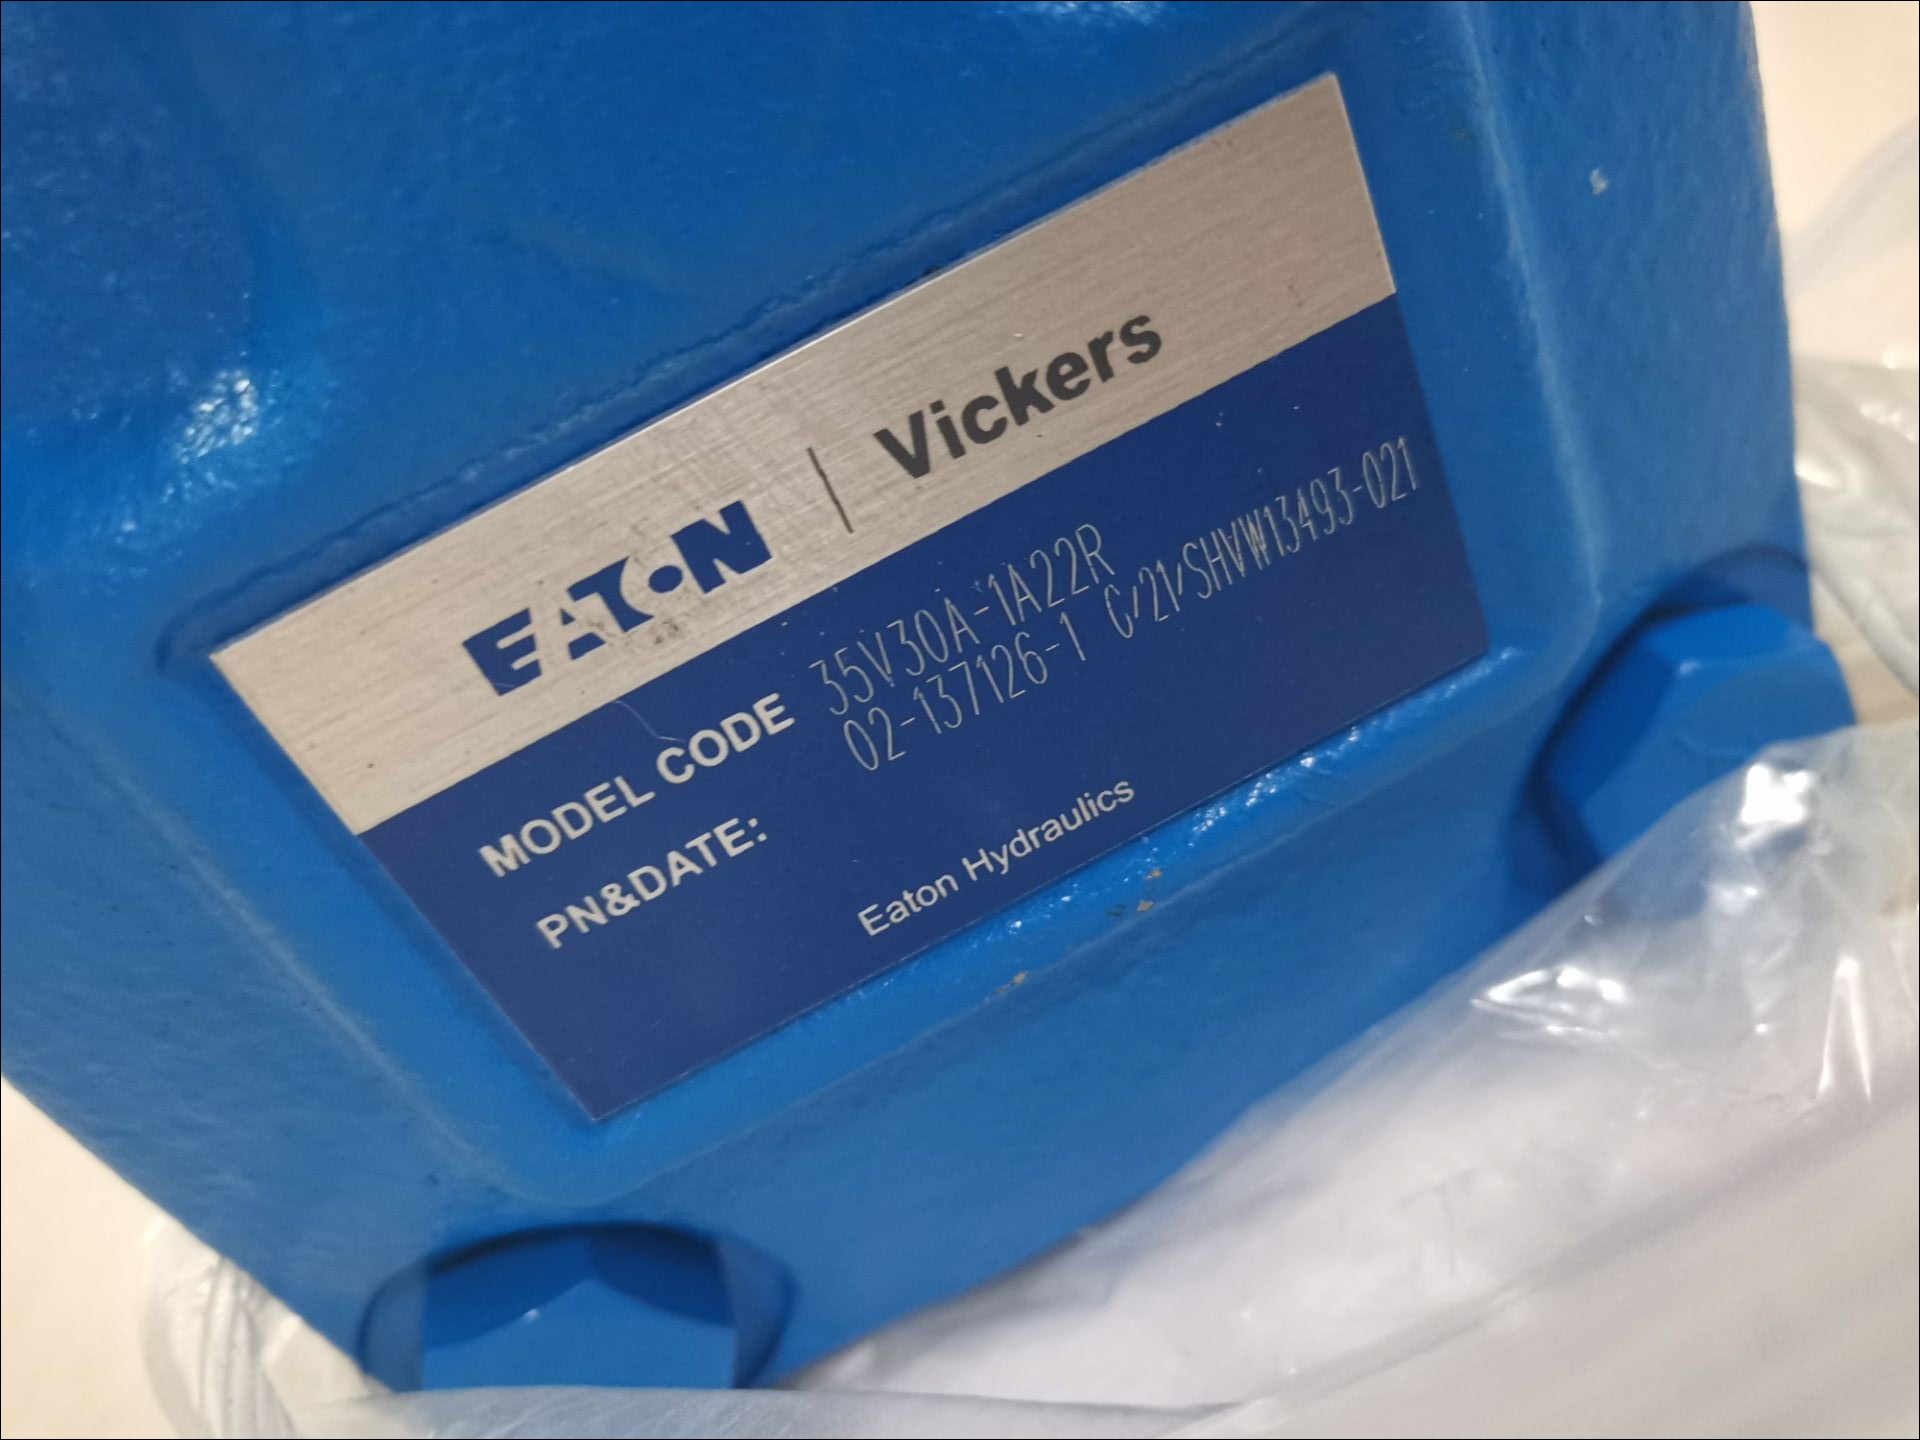 EATON | Vickers
MODEL CODE 35V30A-1A22R
PN&DATE: 02-137126-1 C/21/SHVW13493-021
Eaton Hydraulics